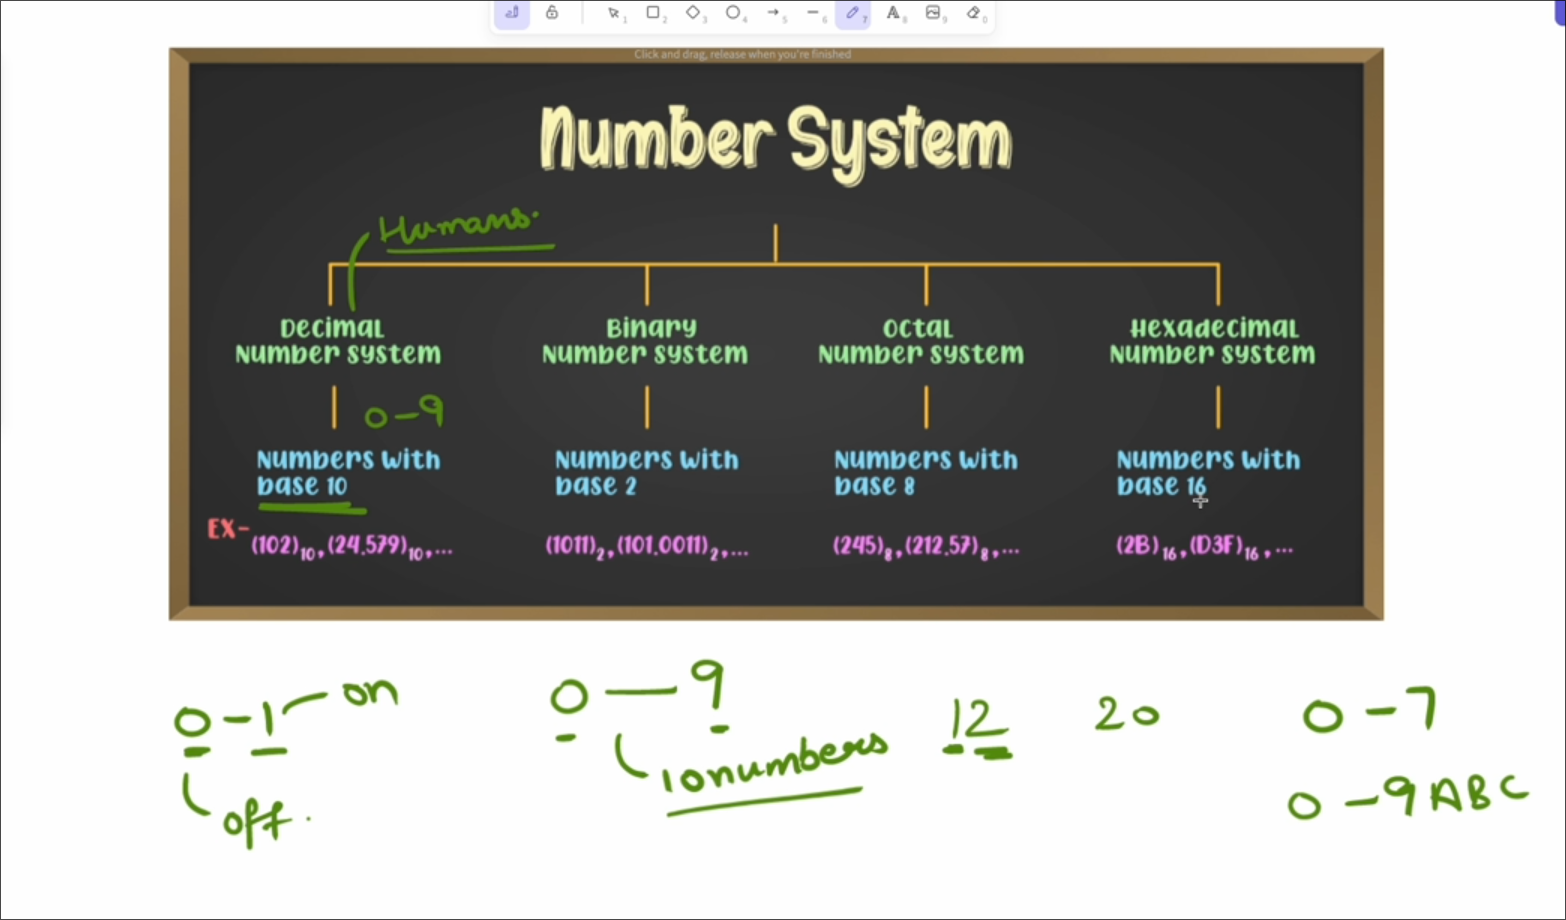 1 2 3 4 5 6 7 A 8 9 0
Click and drag, release when you're finished
Number System
Humans.
Decimal Number system
Binary Number system
Octal Number system
Hexadecimal Number system
0-9
Numbers with base 10
Numbers with base 2
Numbers with base 8
Numbers with base 16
EX-
(102)10, (24.579)10, ...
(1011)2, (101.0011)2, ...
(245)8, (212.57)8, ...
(2B)16, (D3F)16, ...
0-1 on
off.
0 — 9
10numbers
12
20
0-7
0-9ABC